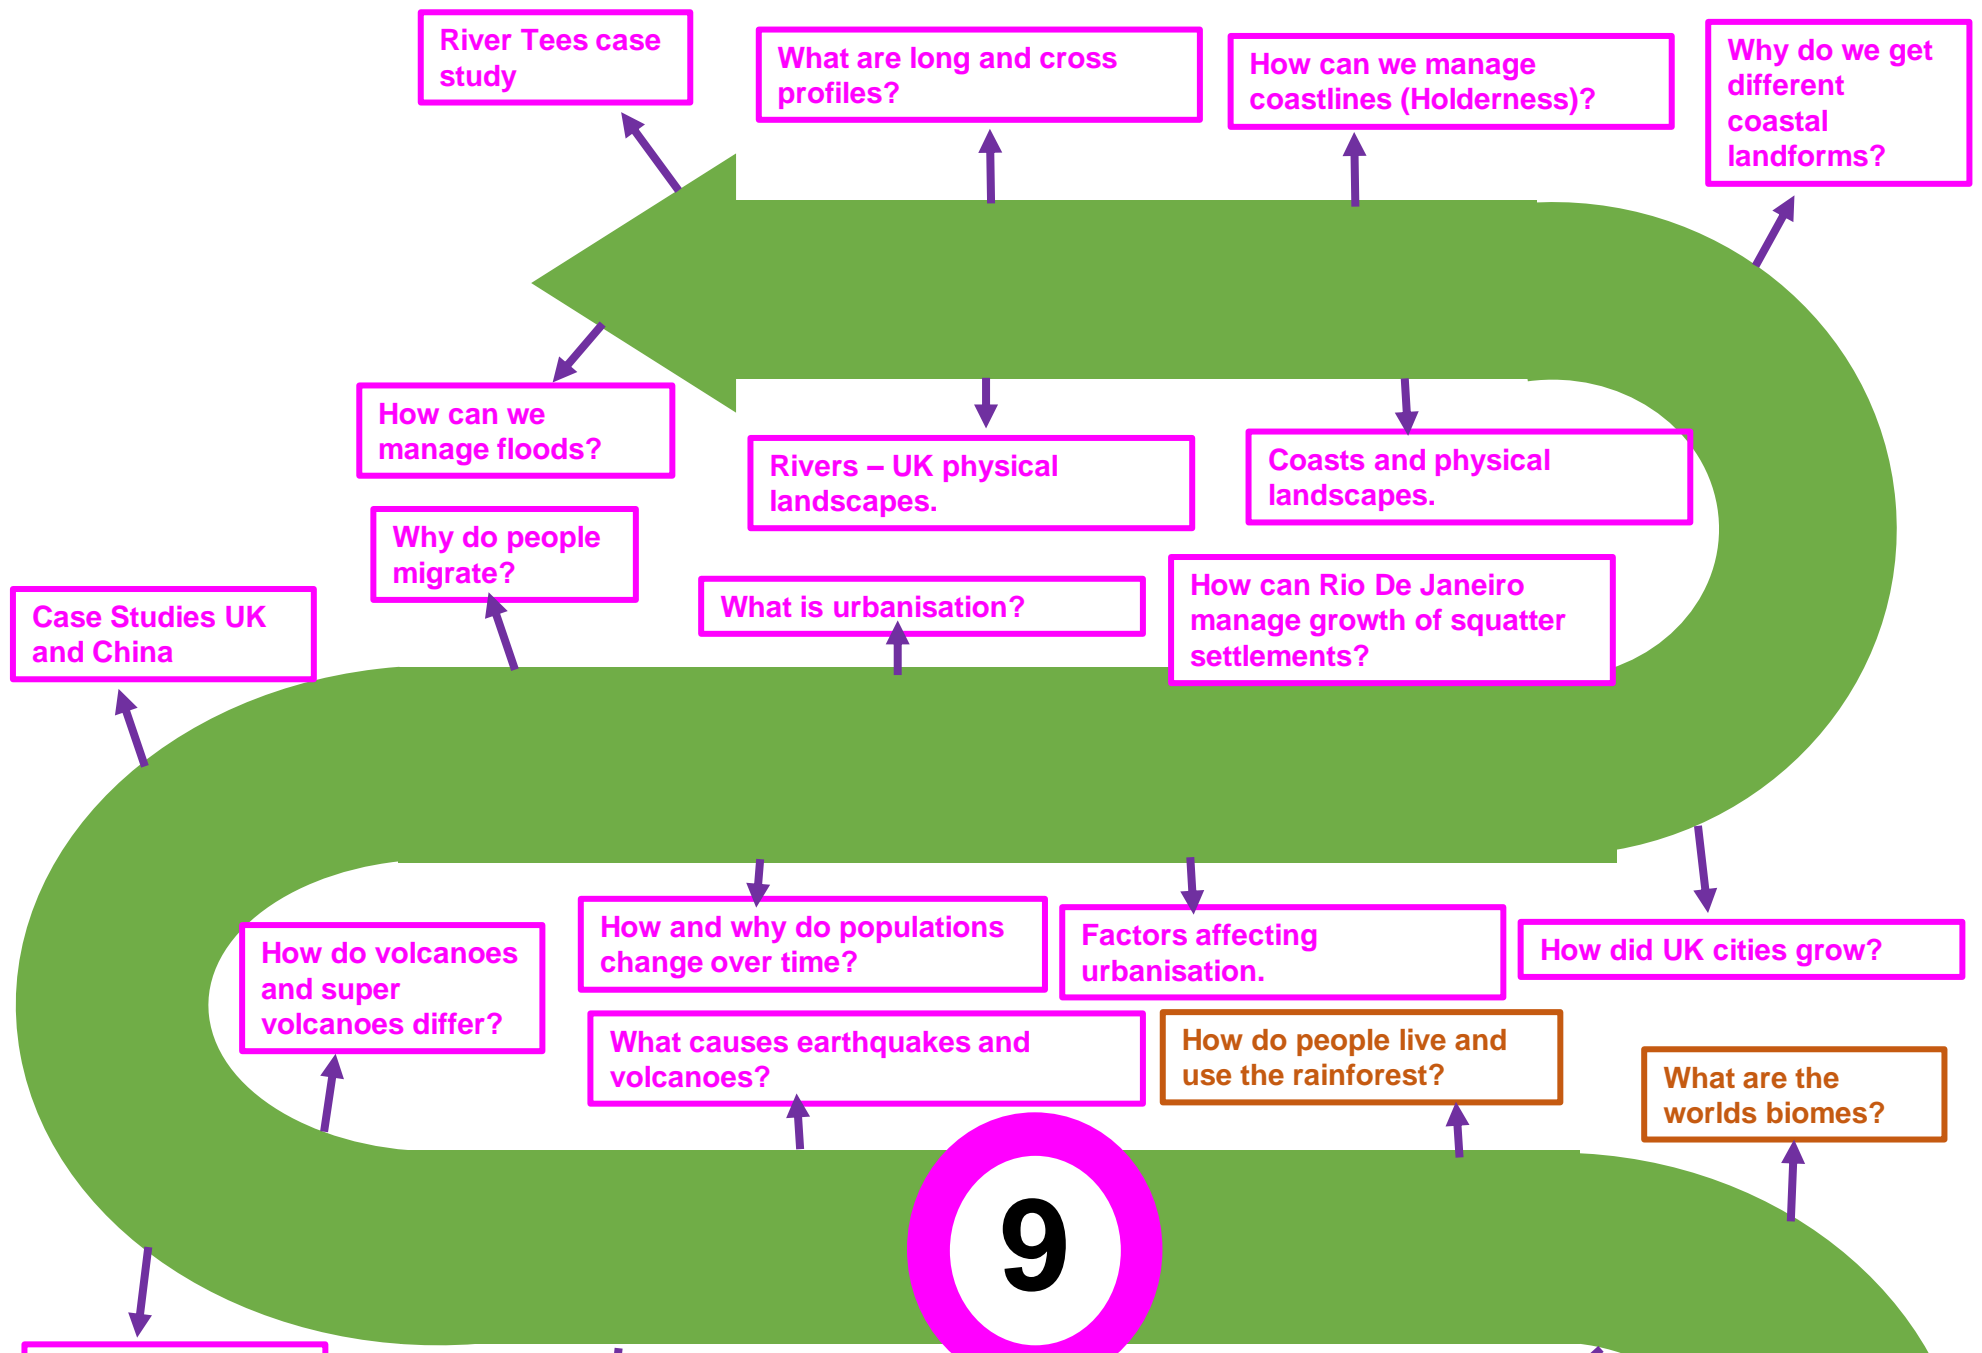 River Tees case
study
What are long and cross
profiles?
How can we manage
coastlines (Holderness)?
Why do we get
different
coastal
landforms?
How can we
manage floods?
Rivers – UK physical
landscapes.
Coasts and physical
landscapes.
Why do people
migrate?
Case Studies UK
and China
What is urbanisation?
How can Rio De Janeiro
manage growth of squatter
settlements?
How do volcanoes
and super
volcanoes differ?
How and why do populations
change over time?
Factors affecting
urbanisation.
How did UK cities grow?
What causes earthquakes and
volcanoes?
How do people live and
use the rainforest?
What are the
worlds biomes?
9